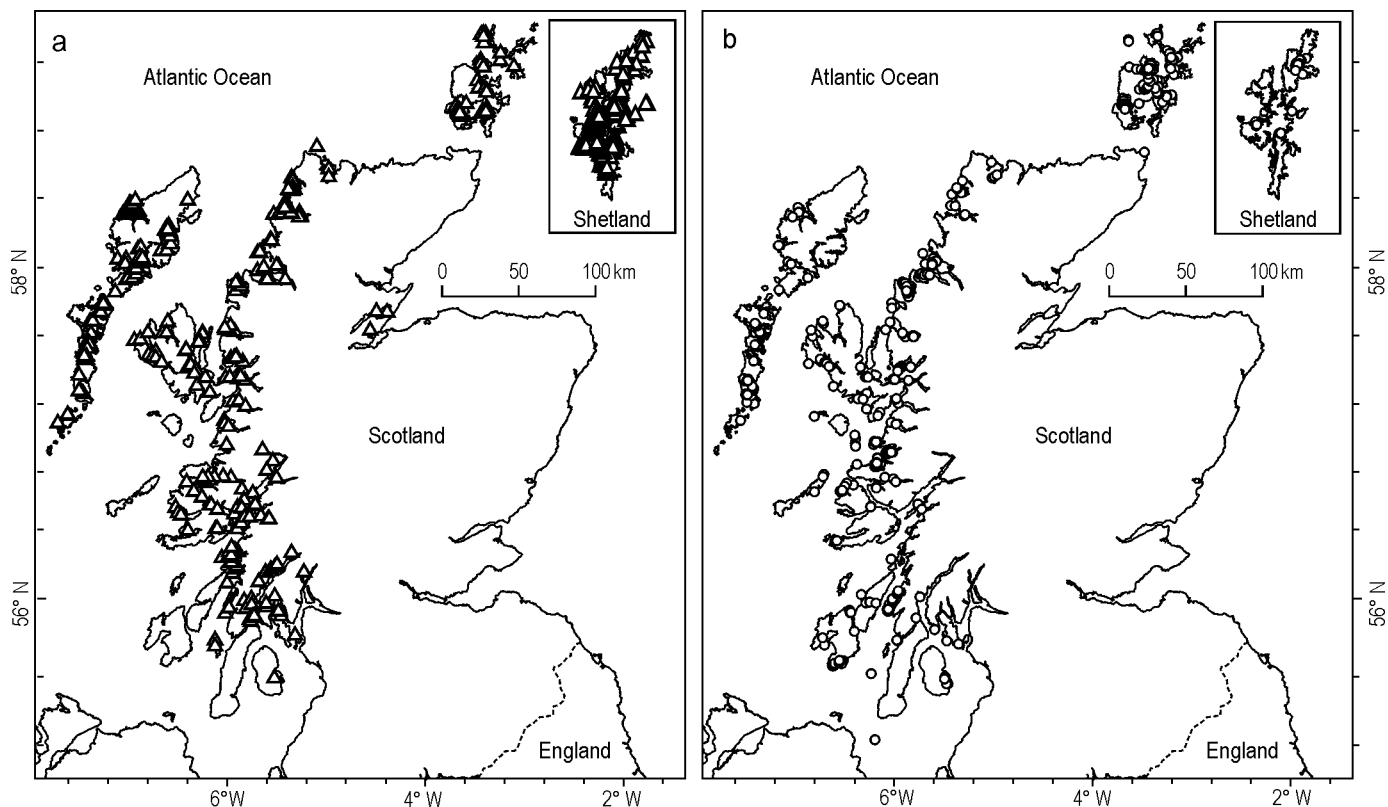 a
Atlantic Ocean
Shetland
0 50 100 km
58° N
Scotland
56° N
England
6°W 4° W 2° W
b
Atlantic Ocean
Shetland
0 50 100 km
58° N
Scotland
56° N
England
6°W 4° W 2° W